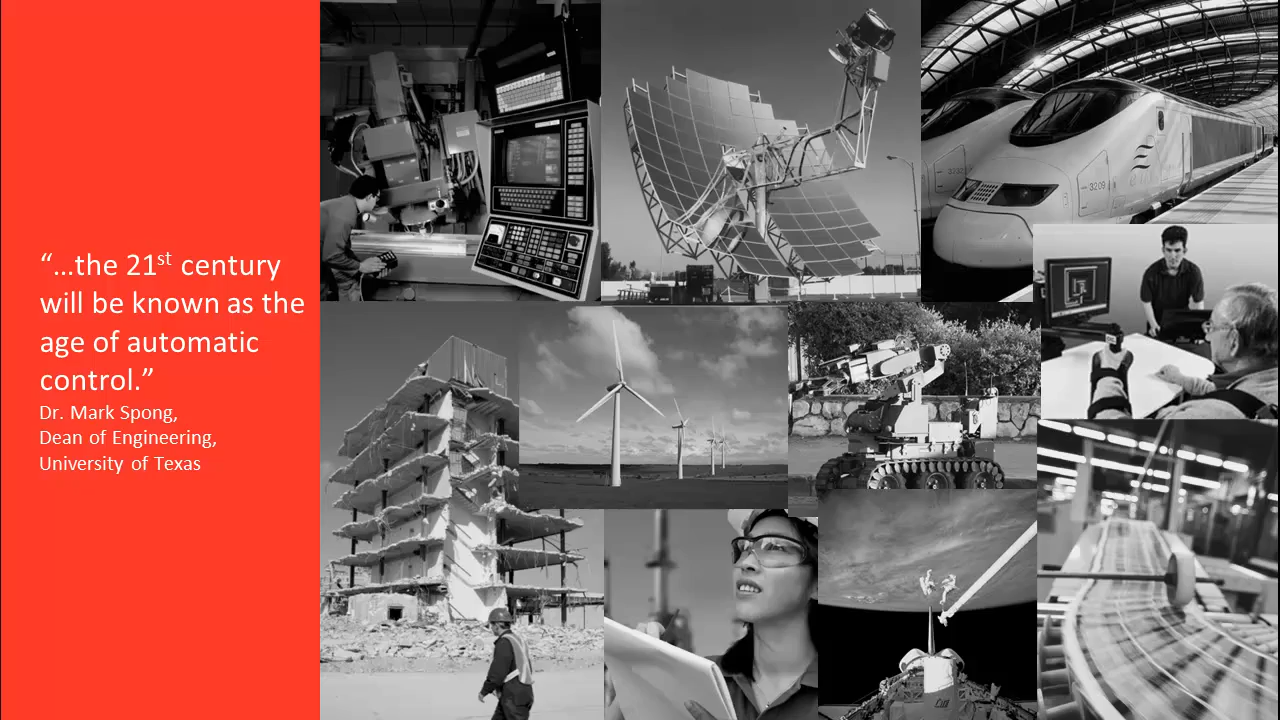 “...the 21st century
will be known as the
age of automatic
control.”
Dr. Mark Spong,
Dean of Engineering,
University of Texas
3209